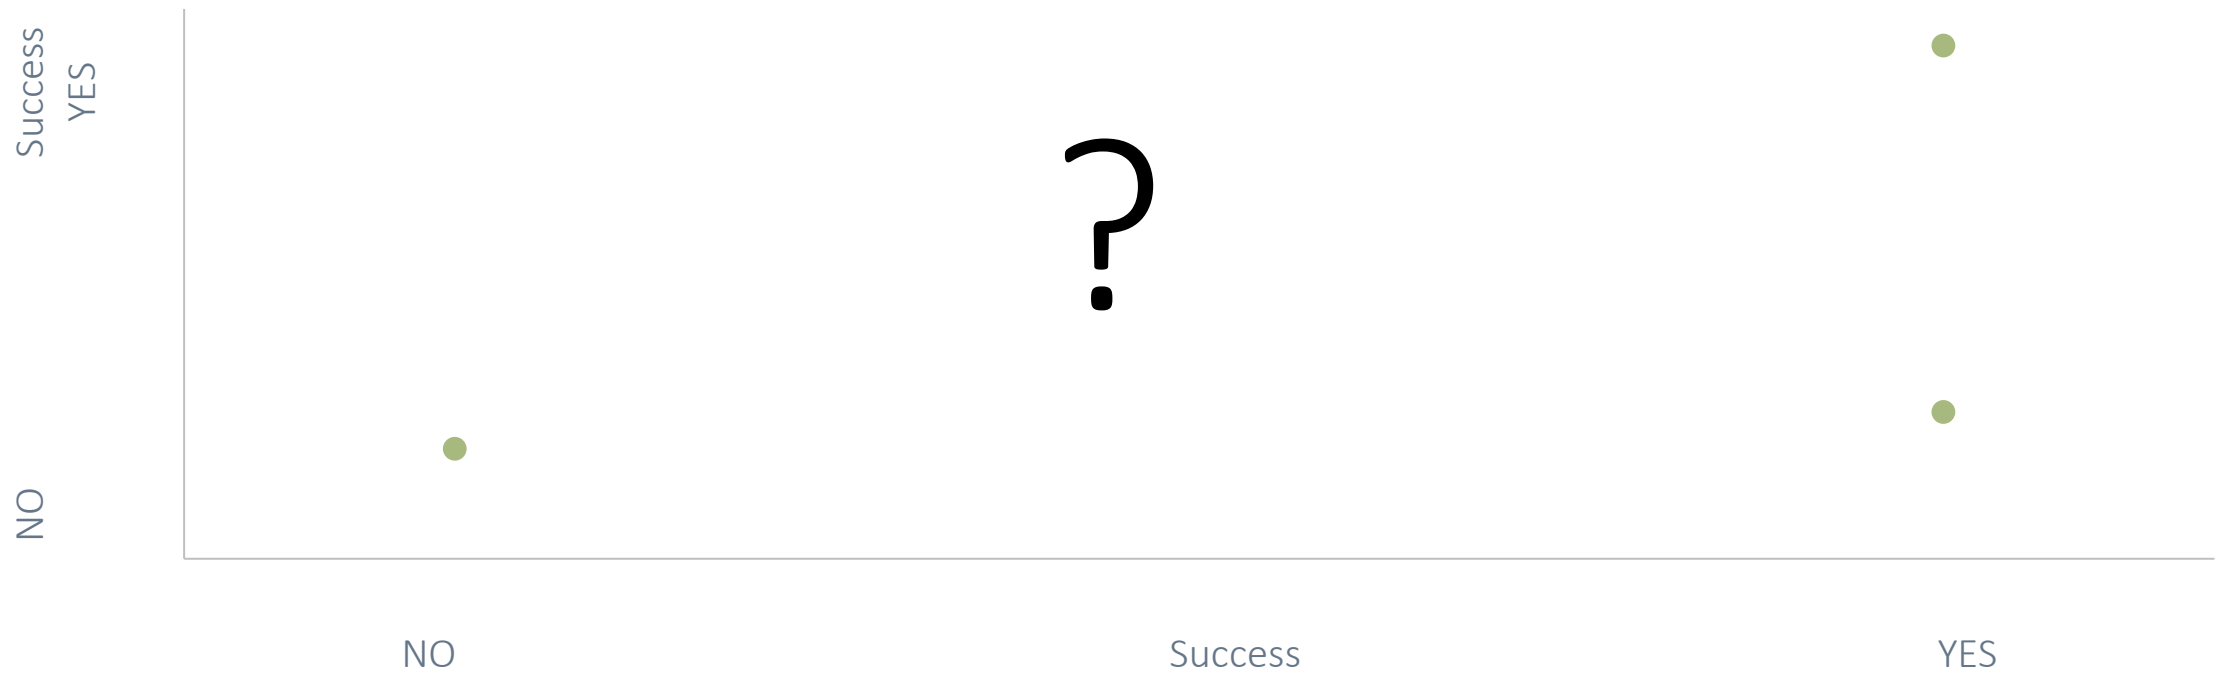 Success
YES
?
NO
NO
Success
YES